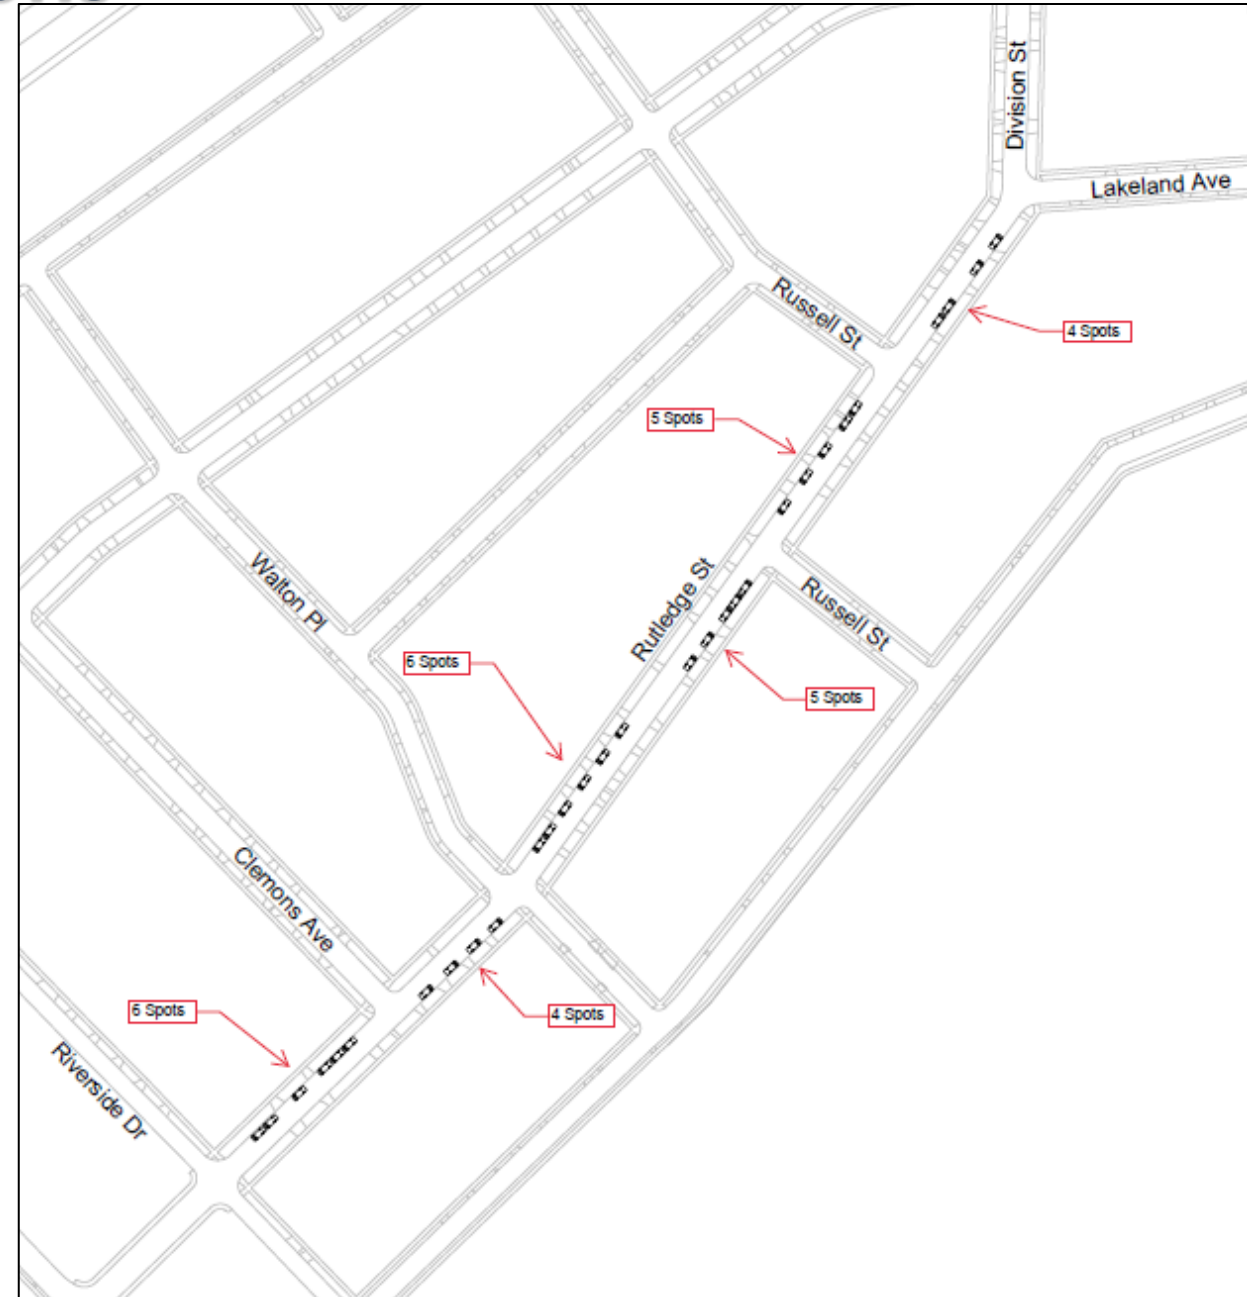 Division St
Lakeland Ave
Russell St
4 Spots
5 Spots
Walton Pl
Rutledge St
Russell St
6 Spots
5 Spots
Clemons Ave
6 Spots
4 Spots
Riverside Dr